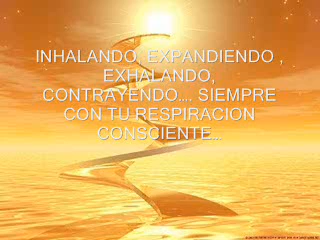 INHALANDO, EXPANDIENDO ,
EXHALANDO,
CONTRAYENDO.... SIEMPRE
CON TU RESPIRACION
CONSCIENTE...